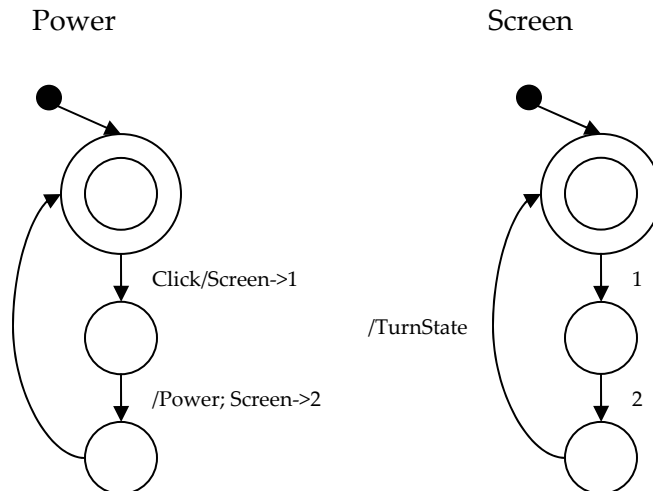 Power
Screen
Click/Screen->1
1
/TurnState
/Power; Screen->2
2